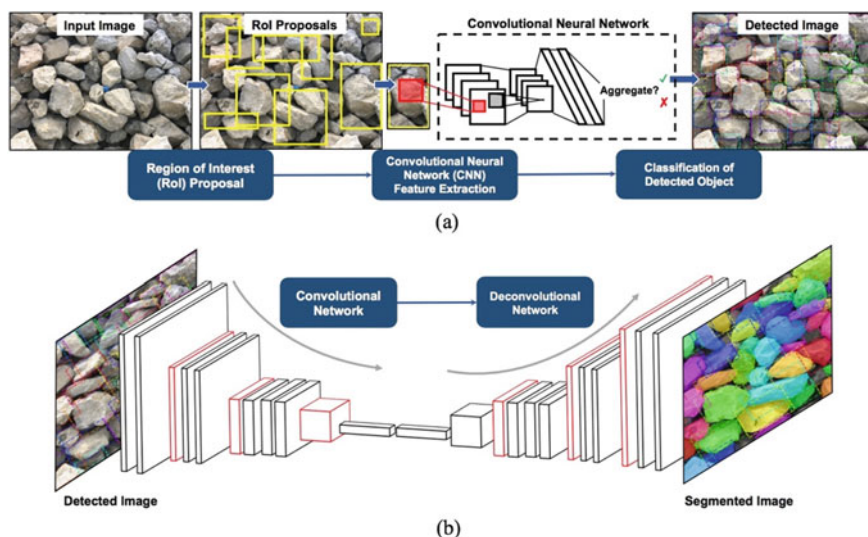 Input Image
RoI Proposals
Convolutional Neural Network
Detected Image
Aggregate?
Region of Interest
(RoI) Proposal
Convolutional Neural
Network (CNN)
Feature Extraction
Classification of
Detected Object
(a)
Convolutional
Network
Deconvolutional
Network
Detected Image
Segmented Image
(b)